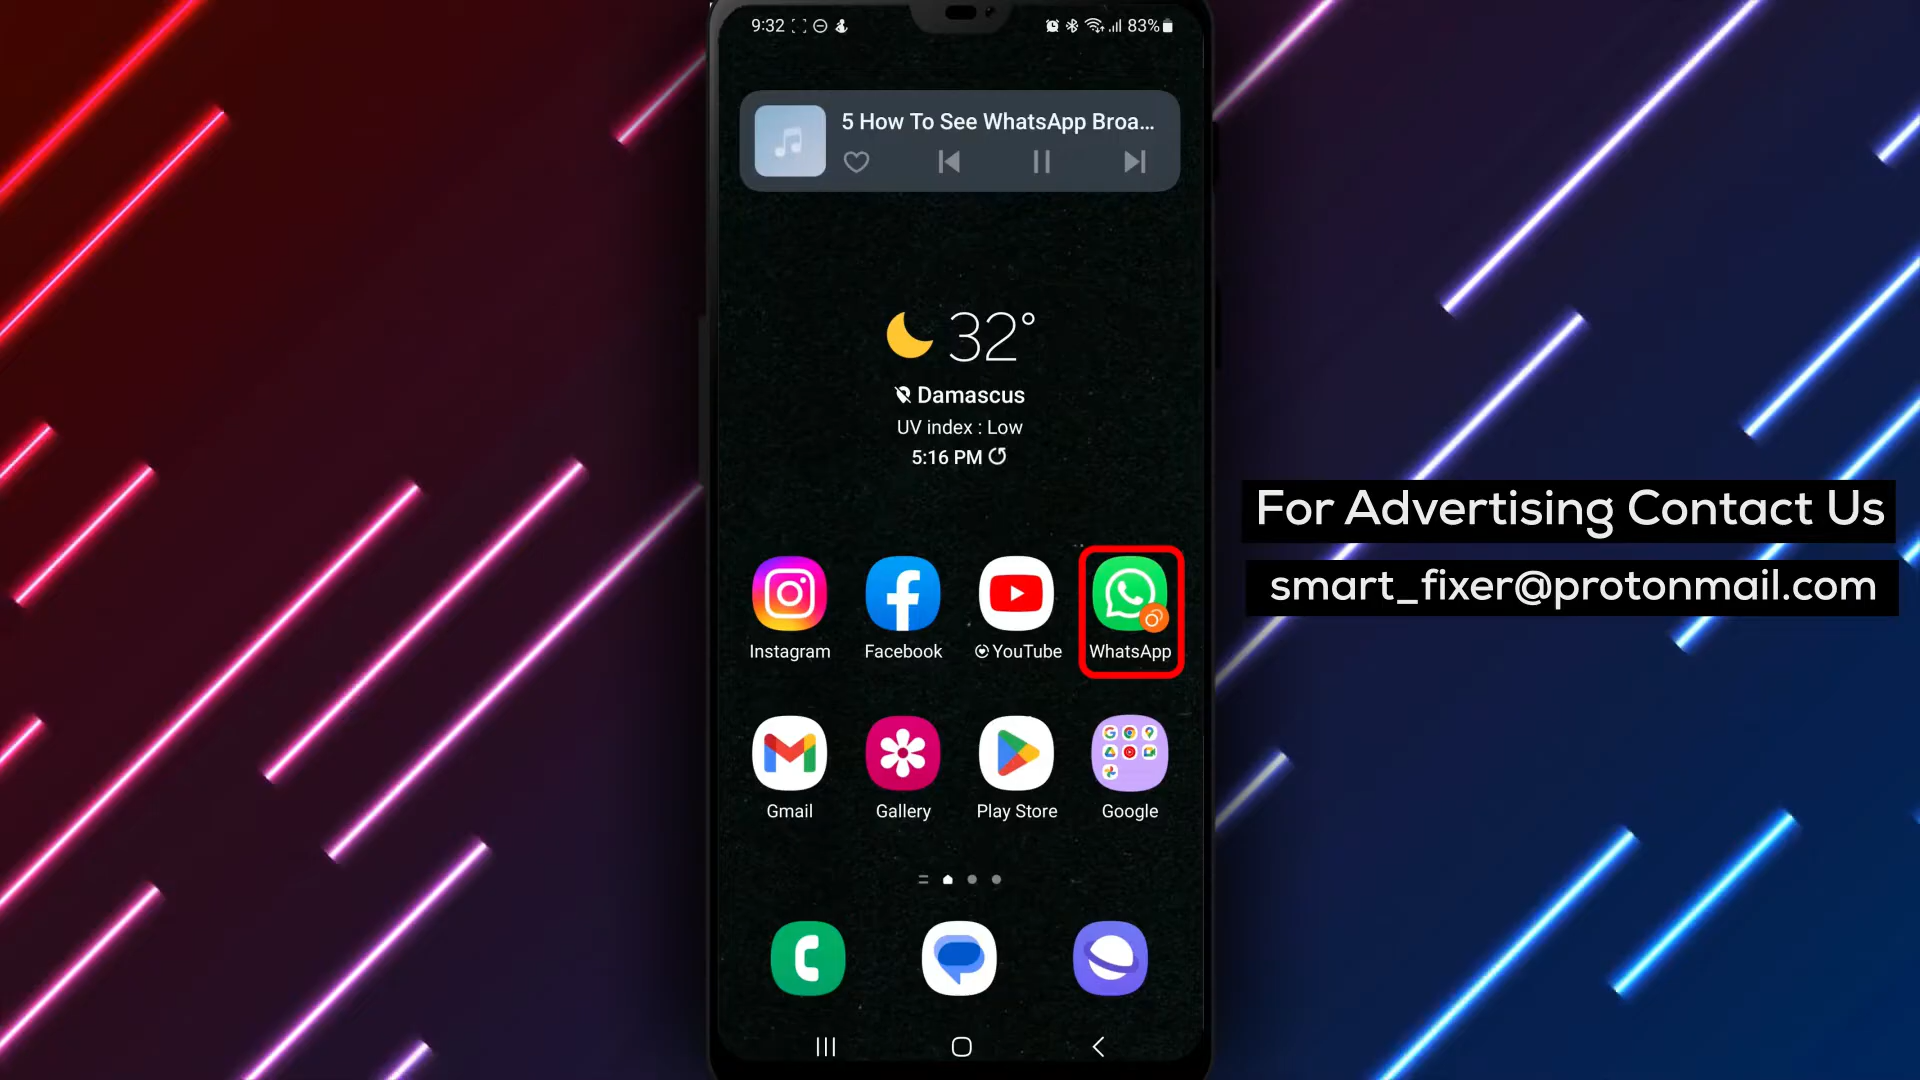 9:32
83%
5 How To See WhatsApp Broa...
32°
Damascus
UV index : Low
5:16 PM
Instagram
Facebook
YouTube
WhatsApp
Gmail
Gallery
Play Store
Google
For Advertising Contact Us
smart_fixer@protonmail.com